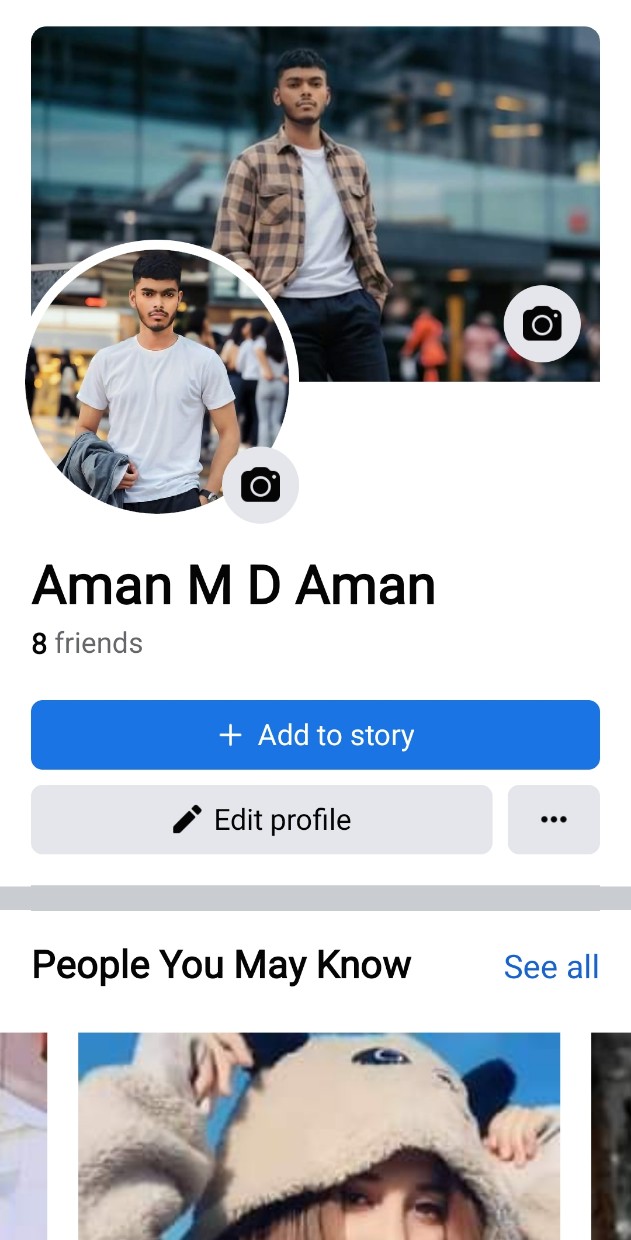 Aman M D Aman
8 friends
+ Add to story
Edit profile
People You May Know
See all